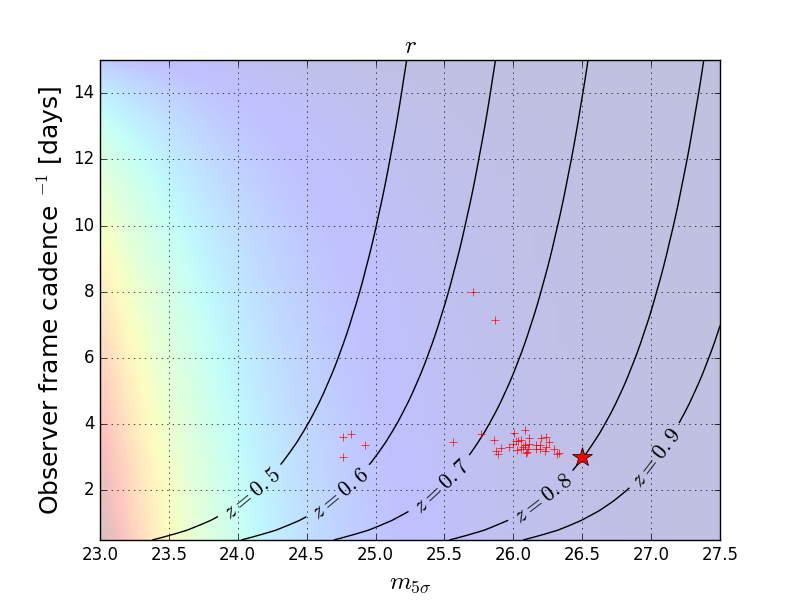 r
Observer frame cadence ⁻¹ [days]
14
12
10
8
6
4
2
z=0.5
z=0.6
z=0.7
z=0.8
z=0.9
23.0 23.5 24.0 24.5 25.0 25.5 26.0 26.5 27.0 27.5
m₅σ